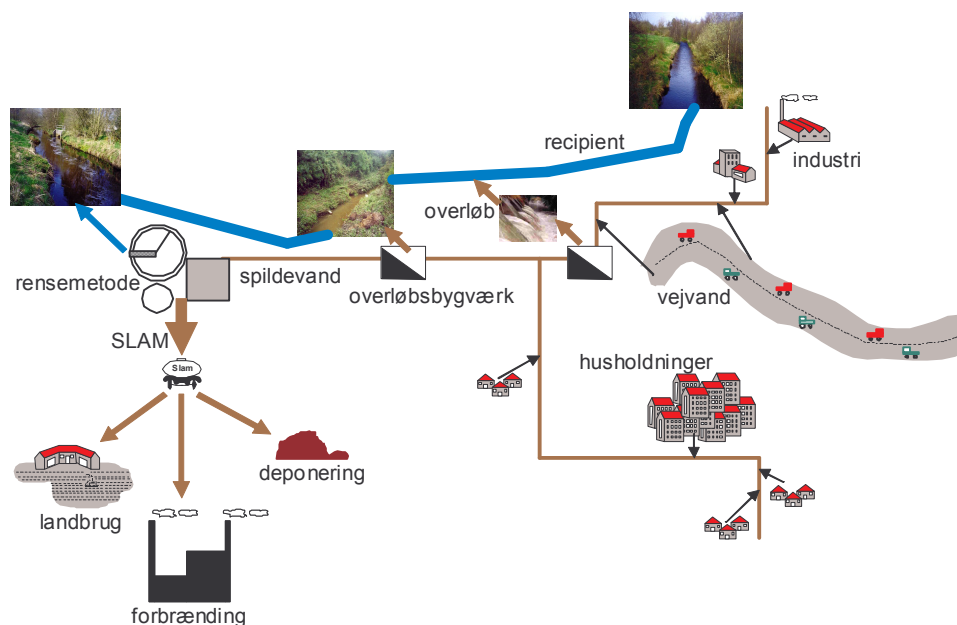 recipient
industri
overløb
rensemetode
spildevand
overløbsbygværk
vejvand
SLAM
Slam
husholdninger
deponering
landbrug
forbrænding